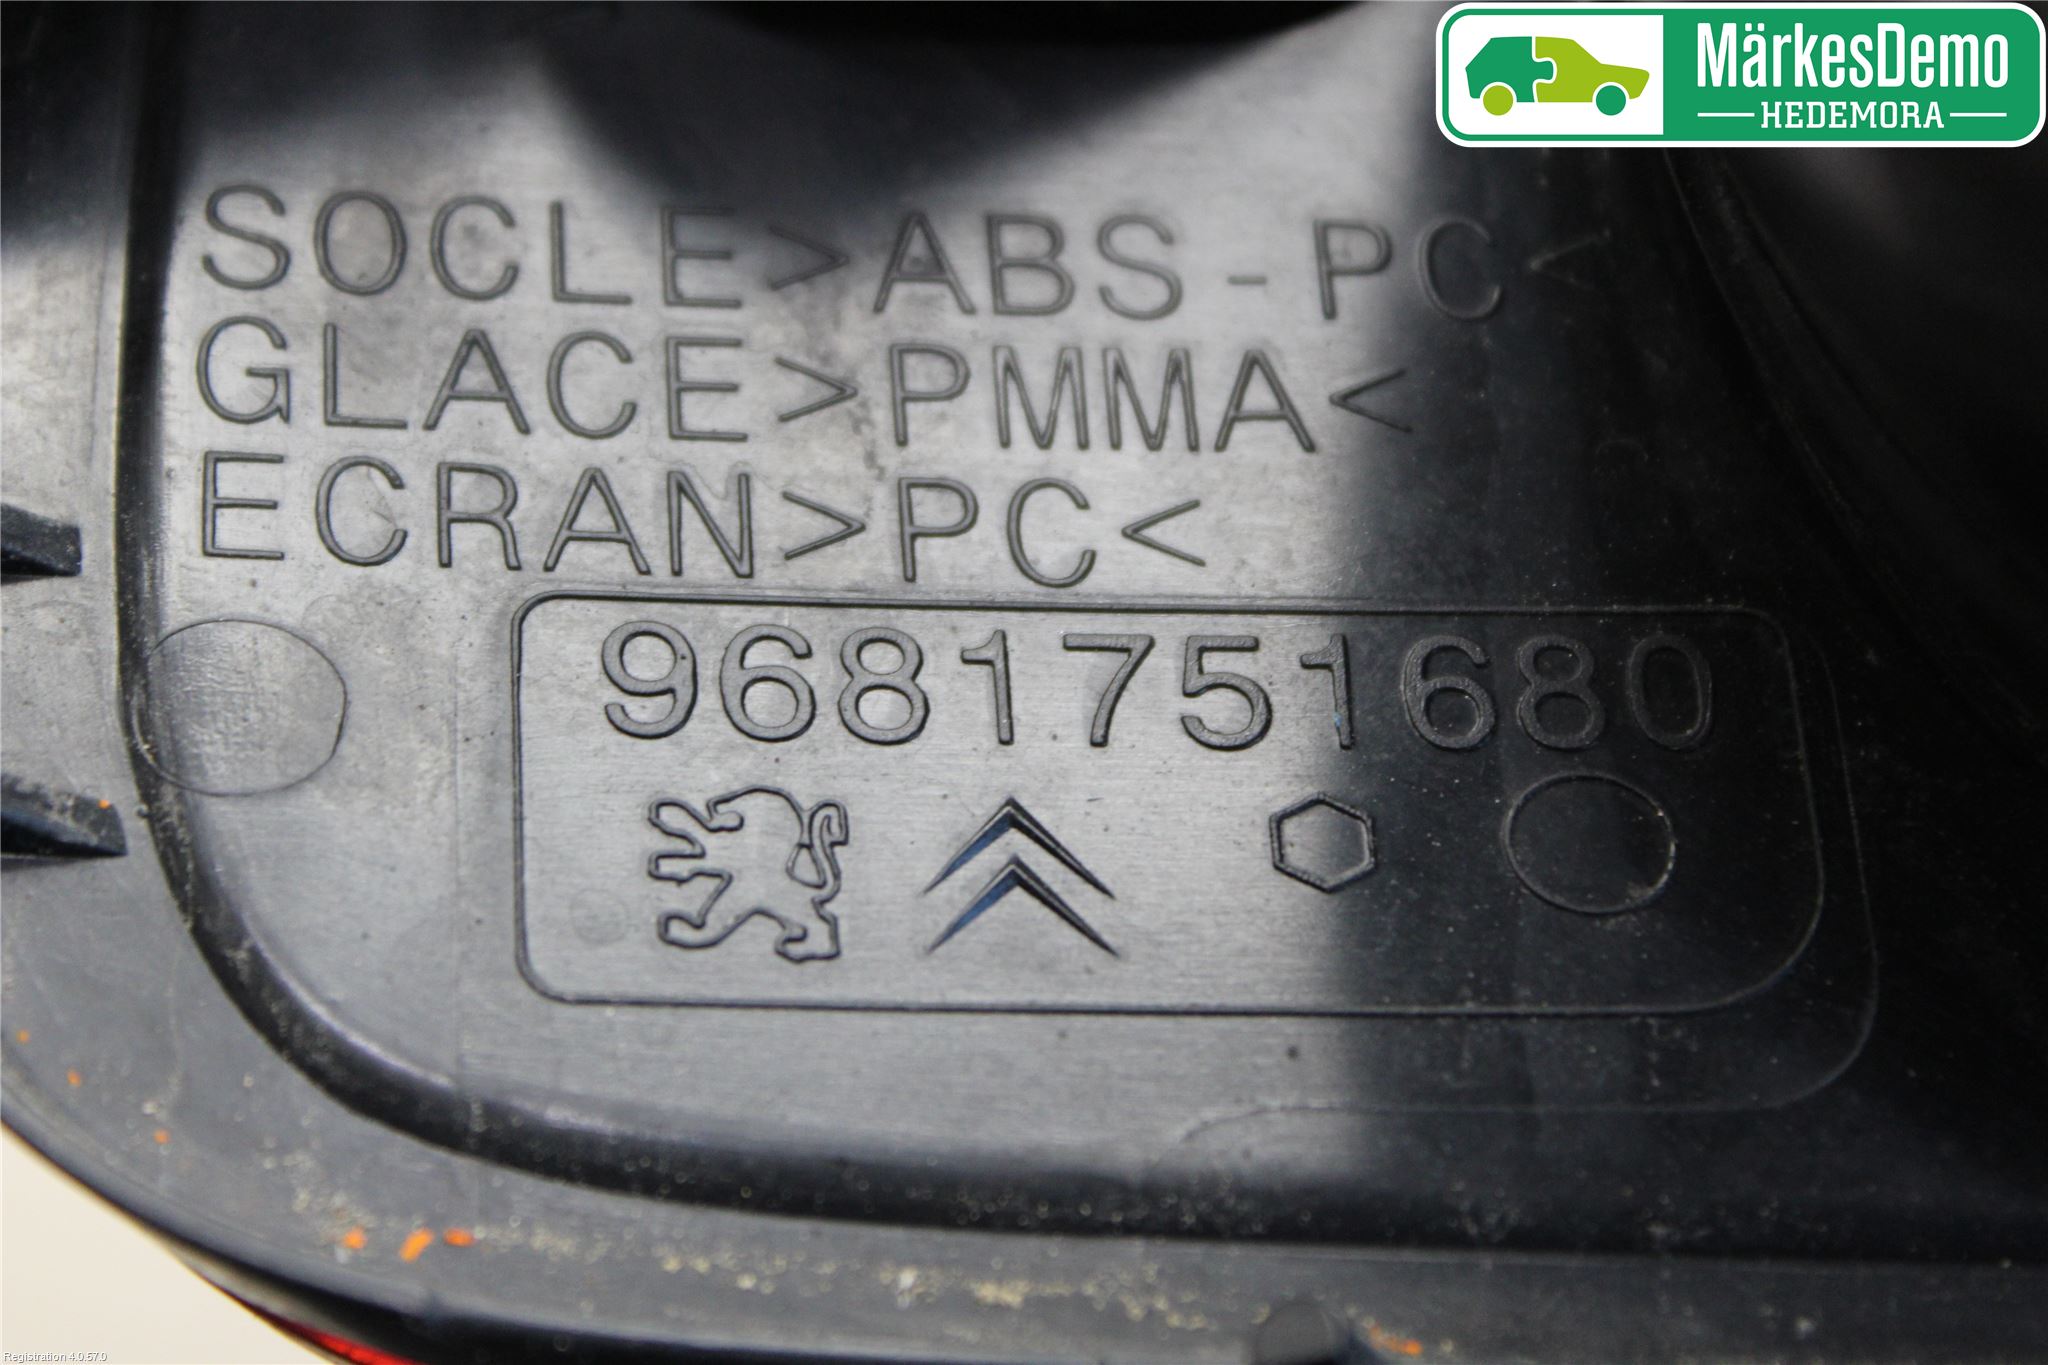 MärkesDemo
HEDEMORA
SOCLE>ABS-PC<
GLACE>PMMA<
ECRAN>PC<
9681751680
Registration 4.0.57.0